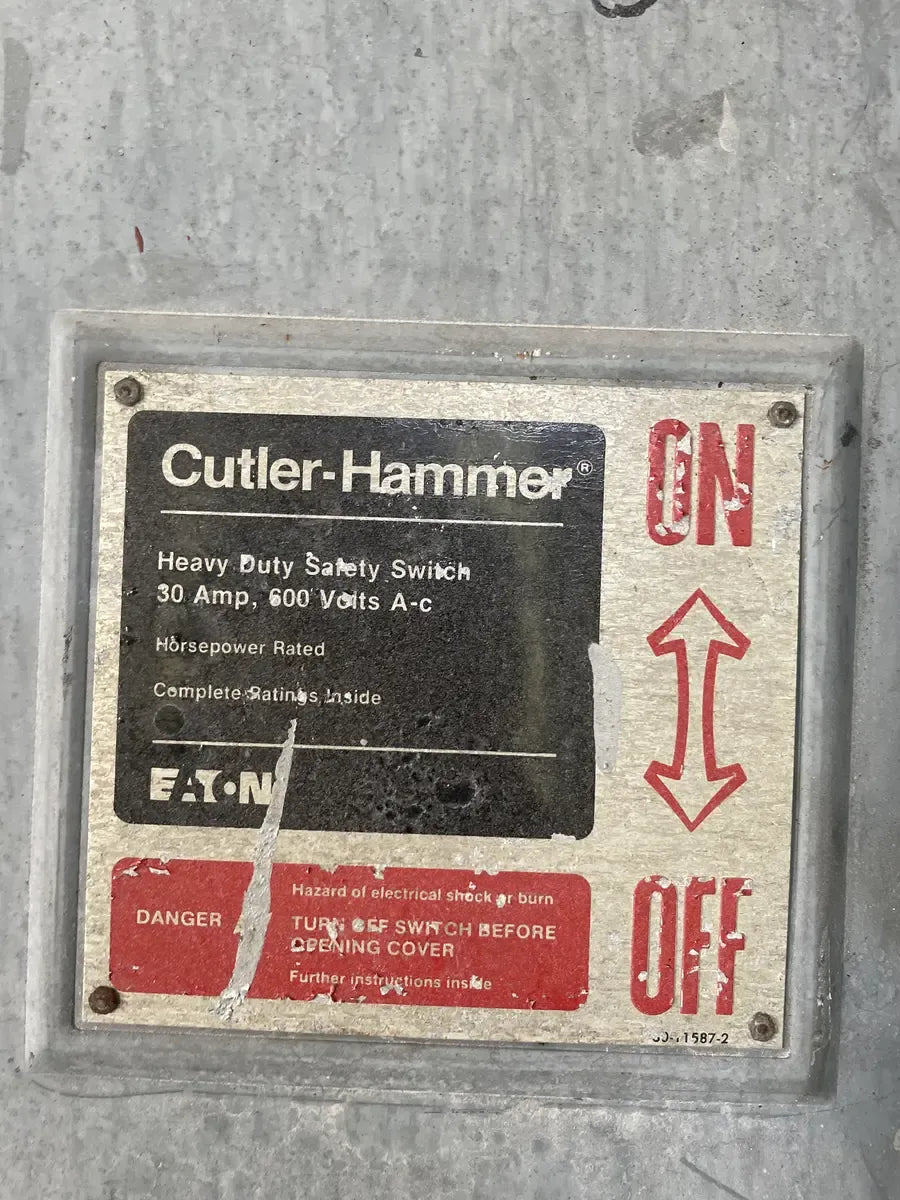 Cutler-Hammer®
Heavy Duty Safety Switch
30 Amp, 600 Volts A-c
Horsepower Rated
Complete Ratings Inside
EATON
DANGER
Hazard of electrical shock or burn
TURN OFF SWITCH BEFORE
OPENING COVER
Further instructions inside
ON
OFF